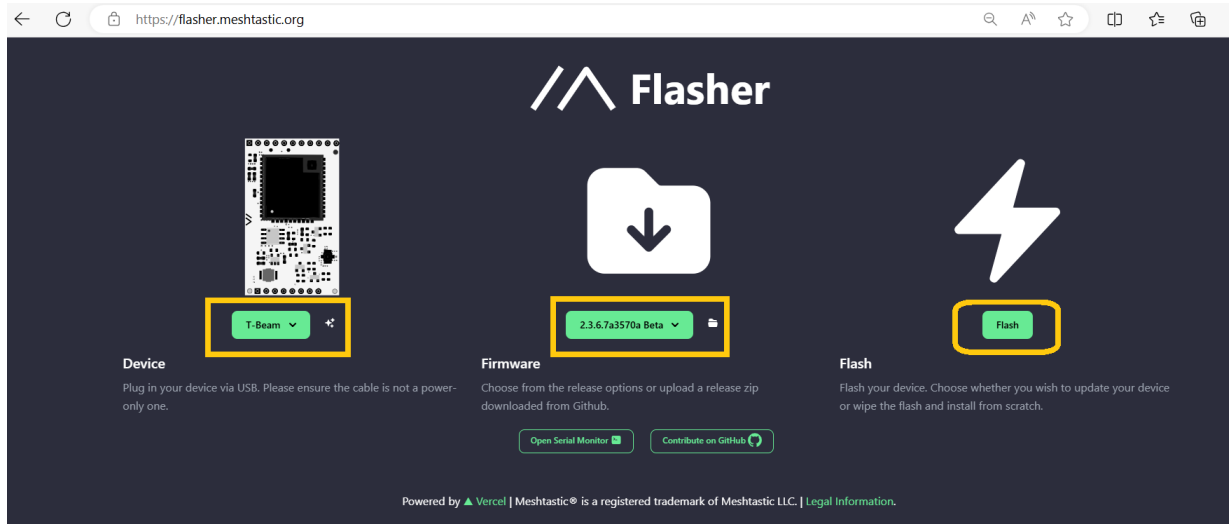 https://flasher.meshtastic.org
Flasher
T-Beam
2.3.6.7a3570a Beta
Flash
Device
Plug in your device via USB. Please ensure the cable is not a power-
only one.
Firmware
Choose from the release options or upload a release zip
downloaded from Github.
Flash
Flash your device. Choose whether you wish to update your device
or wipe the flash and install from scratch.
Open Serial Monitor
Contribute on GitHub
Powered by ▲ Vercel | Meshtastic® is a registered trademark of Meshtastic LLC. | Legal Information.